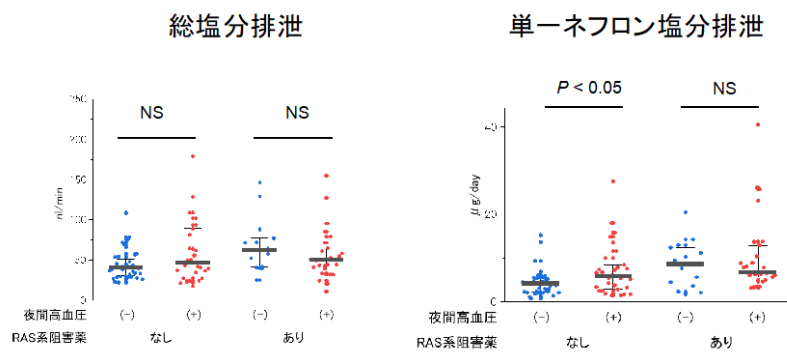 総塩分排泄
単一ネフロン塩分排泄
NS
NS
P < 0.05
NS
250
200
150
100
50
0
nl/min
40
20
0
μg/day
夜間高血圧 (-) (+) (-) (+)
RAS系阻害薬 なし あり
夜間高血圧 (-) (+) (-) (+)
RAS系阻害薬 なし あり